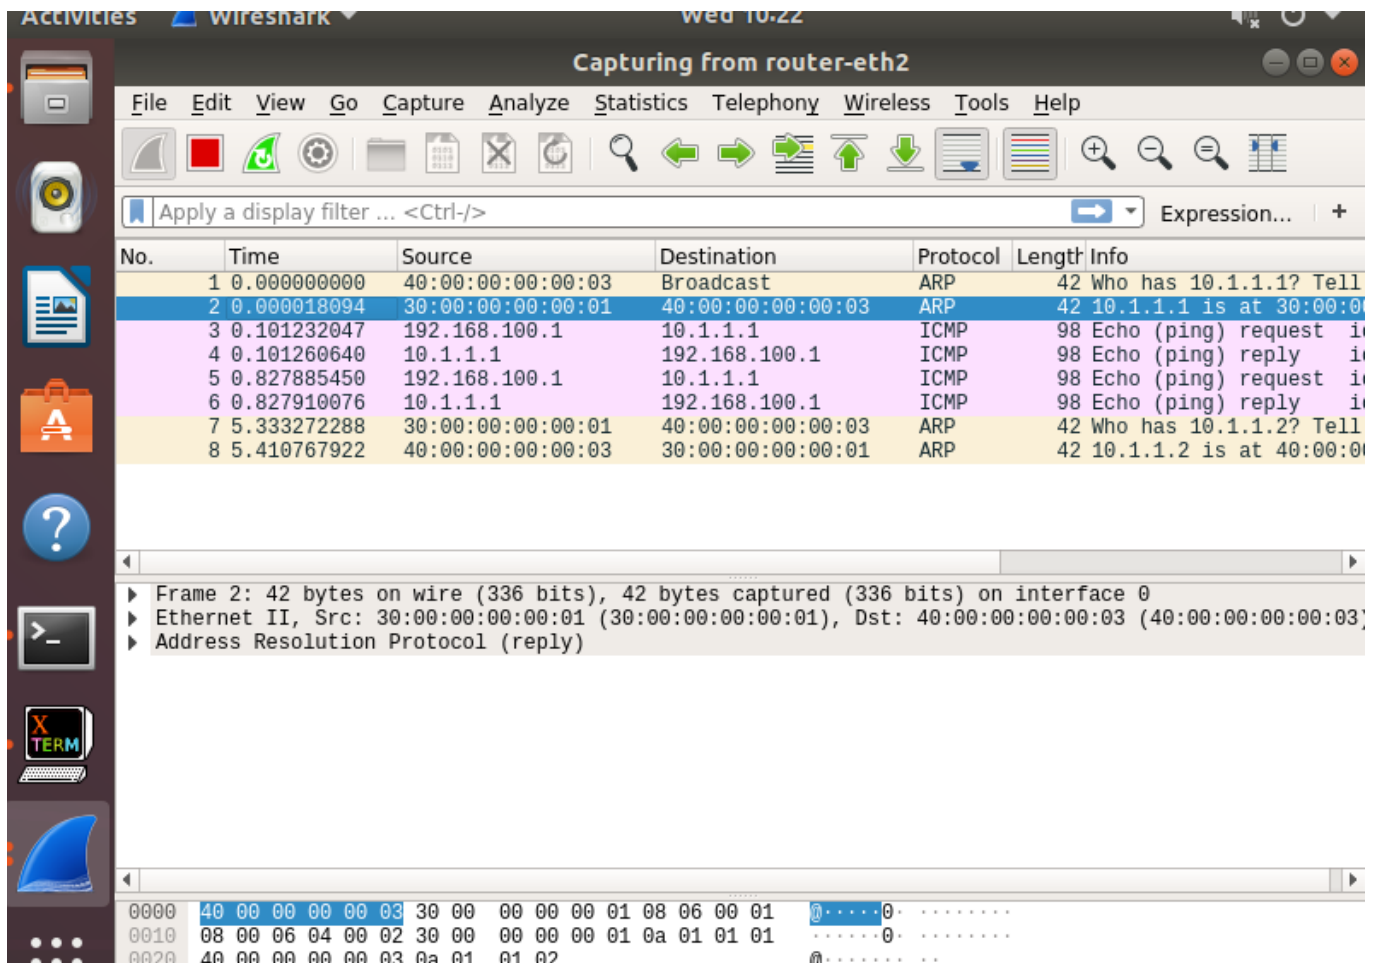 Activities Wireshark Wed 10:22
Capturing from router-eth2
File Edit View Go Capture Analyze Statistics Telephony Wireless Tools Help
Apply a display filter ... <Ctrl-/> Expression... +
No. Time Source Destination Protocol Length Info
1 0.000000000 40:00:00:00:00:03 Broadcast ARP 42 Who has 10.1.1.1? Tell
2 0.000018094 30:00:00:00:00:01 40:00:00:00:00:03 ARP 42 10.1.1.1 is at 30:00:0
3 0.101232047 192.168.100.1 10.1.1.1 ICMP 98 Echo (ping) request i
4 0.101260640 10.1.1.1 192.168.100.1 ICMP 98 Echo (ping) reply i
5 0.827885450 192.168.100.1 10.1.1.1 ICMP 98 Echo (ping) request i
6 0.827910076 10.1.1.1 192.168.100.1 ICMP 98 Echo (ping) reply i
7 5.333272288 30:00:00:00:00:01 40:00:00:00:00:03 ARP 42 Who has 10.1.1.2? Tell
8 5.410767922 40:00:00:00:00:03 30:00:00:00:00:01 ARP 42 10.1.1.2 is at 40:00:0
Frame 2: 42 bytes on wire (336 bits), 42 bytes captured (336 bits) on interface 0
Ethernet II, Src: 30:00:00:00:00:01 (30:00:00:00:00:01), Dst: 40:00:00:00:00:03 (40:00:00:00:00:03)
Address Resolution Protocol (reply)
X
TERM
0000 40 00 00 00 00 03 30 00 00 00 00 01 08 06 00 01 @·····0· ········
0010 08 00 06 04 00 02 30 00 00 00 00 01 0a 01 01 01 ······0· ········
0020 40 00 00 00 00 03 0a 01 01 02 @······· ··